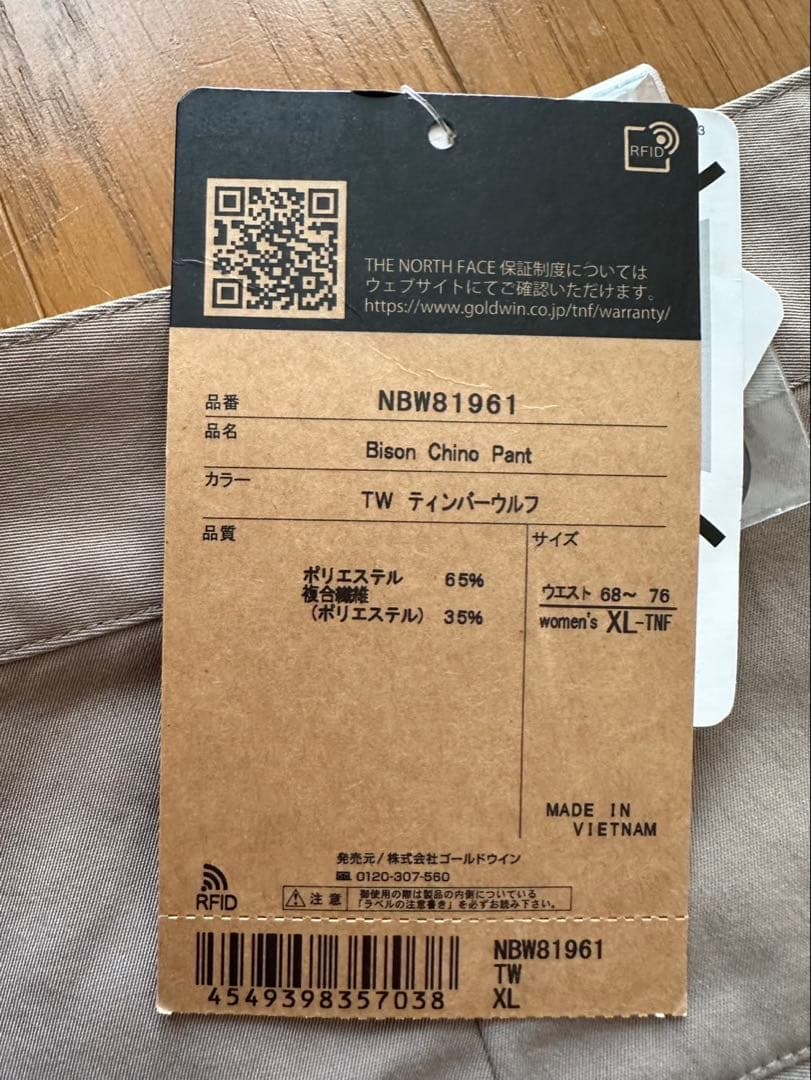 RFID
3
THE NORTH FACE 保証制度については
ウェブサイトにてご確認いただけます。
https://www.goldwin.co.jp/tnf/warranty/
品番 NBW81961
品名 Bison Chino Pant
カラー TW ティンバーウルフ
品質
ポリエステル 65%
複合繊維
(ポリエステル) 35%
サイズ
ウエスト 68〜 76
women's XL-TNF
MADE IN
VIETNAM
発売元/株式会社ゴールドウイン
0120-307-560
RFID
注意
御使用の際は製品の内側についている
「ラベルの注意書き」を必ずお読み下さい。
4549398357038
NBW81961
TW
XL